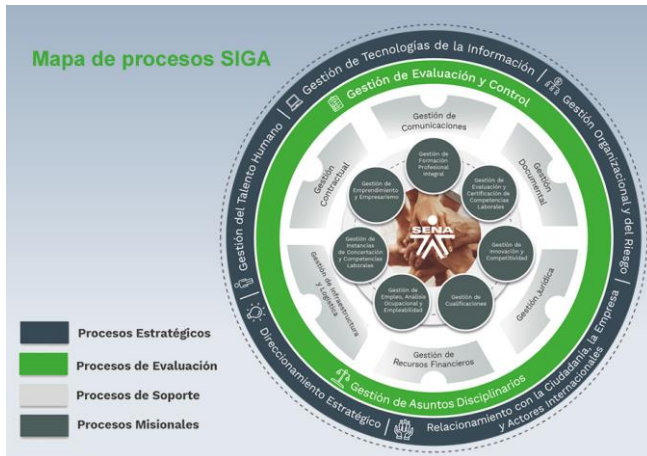 Mapa de procesos SIGA
Gestión de Tecnologías de la Información
Gestión Organizacional y del Riesgo
Relacionamiento con la Ciudadanía, la Empresa
y Actores Internacionales
Direccionamiento Estratégico
Gestión del Talento Humano
Gestión de Evaluación y Control
Gestión de Asuntos Disciplinarios
Gestión de
Comunicaciones
Gestión
Documental
Gestión Jurídica
Gestión de
Recursos Financieros
Gestión de Infraestructura
y Logística
Gestión
Contractual
Gestión de
Formación
Profesional
Integral
Gestión de
Evaluación y
Certificación de
Competencias
Laborales
Gestión de
Innovación y
Competitividad
Gestión de
Cualificaciones
Gestión de
Empleo, Análisis
Ocupacional y
Empleabilidad
Gestión de
Instancias
de Concertación
y Competencias
Laborales
Gestión de
Emprendimiento
y Empresarismo
SENA
Procesos Estratégicos
Procesos de Evaluación
Procesos de Soporte
Procesos Misionales